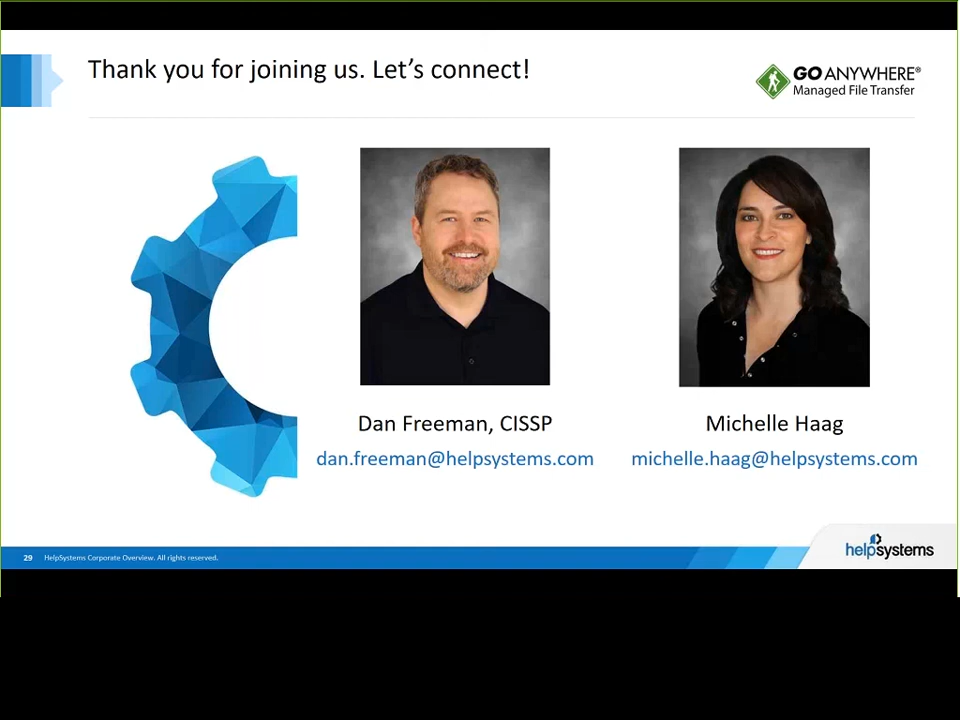 Thank you for joining us. Let’s connect!
GO ANYWHERE®
Managed File Transfer
Dan Freeman, CISSP
dan.freeman@helpsystems.com
Michelle Haag
michelle.haag@helpsystems.com
29 HelpSystems Corporate Overview. All rights reserved.
helpsystems